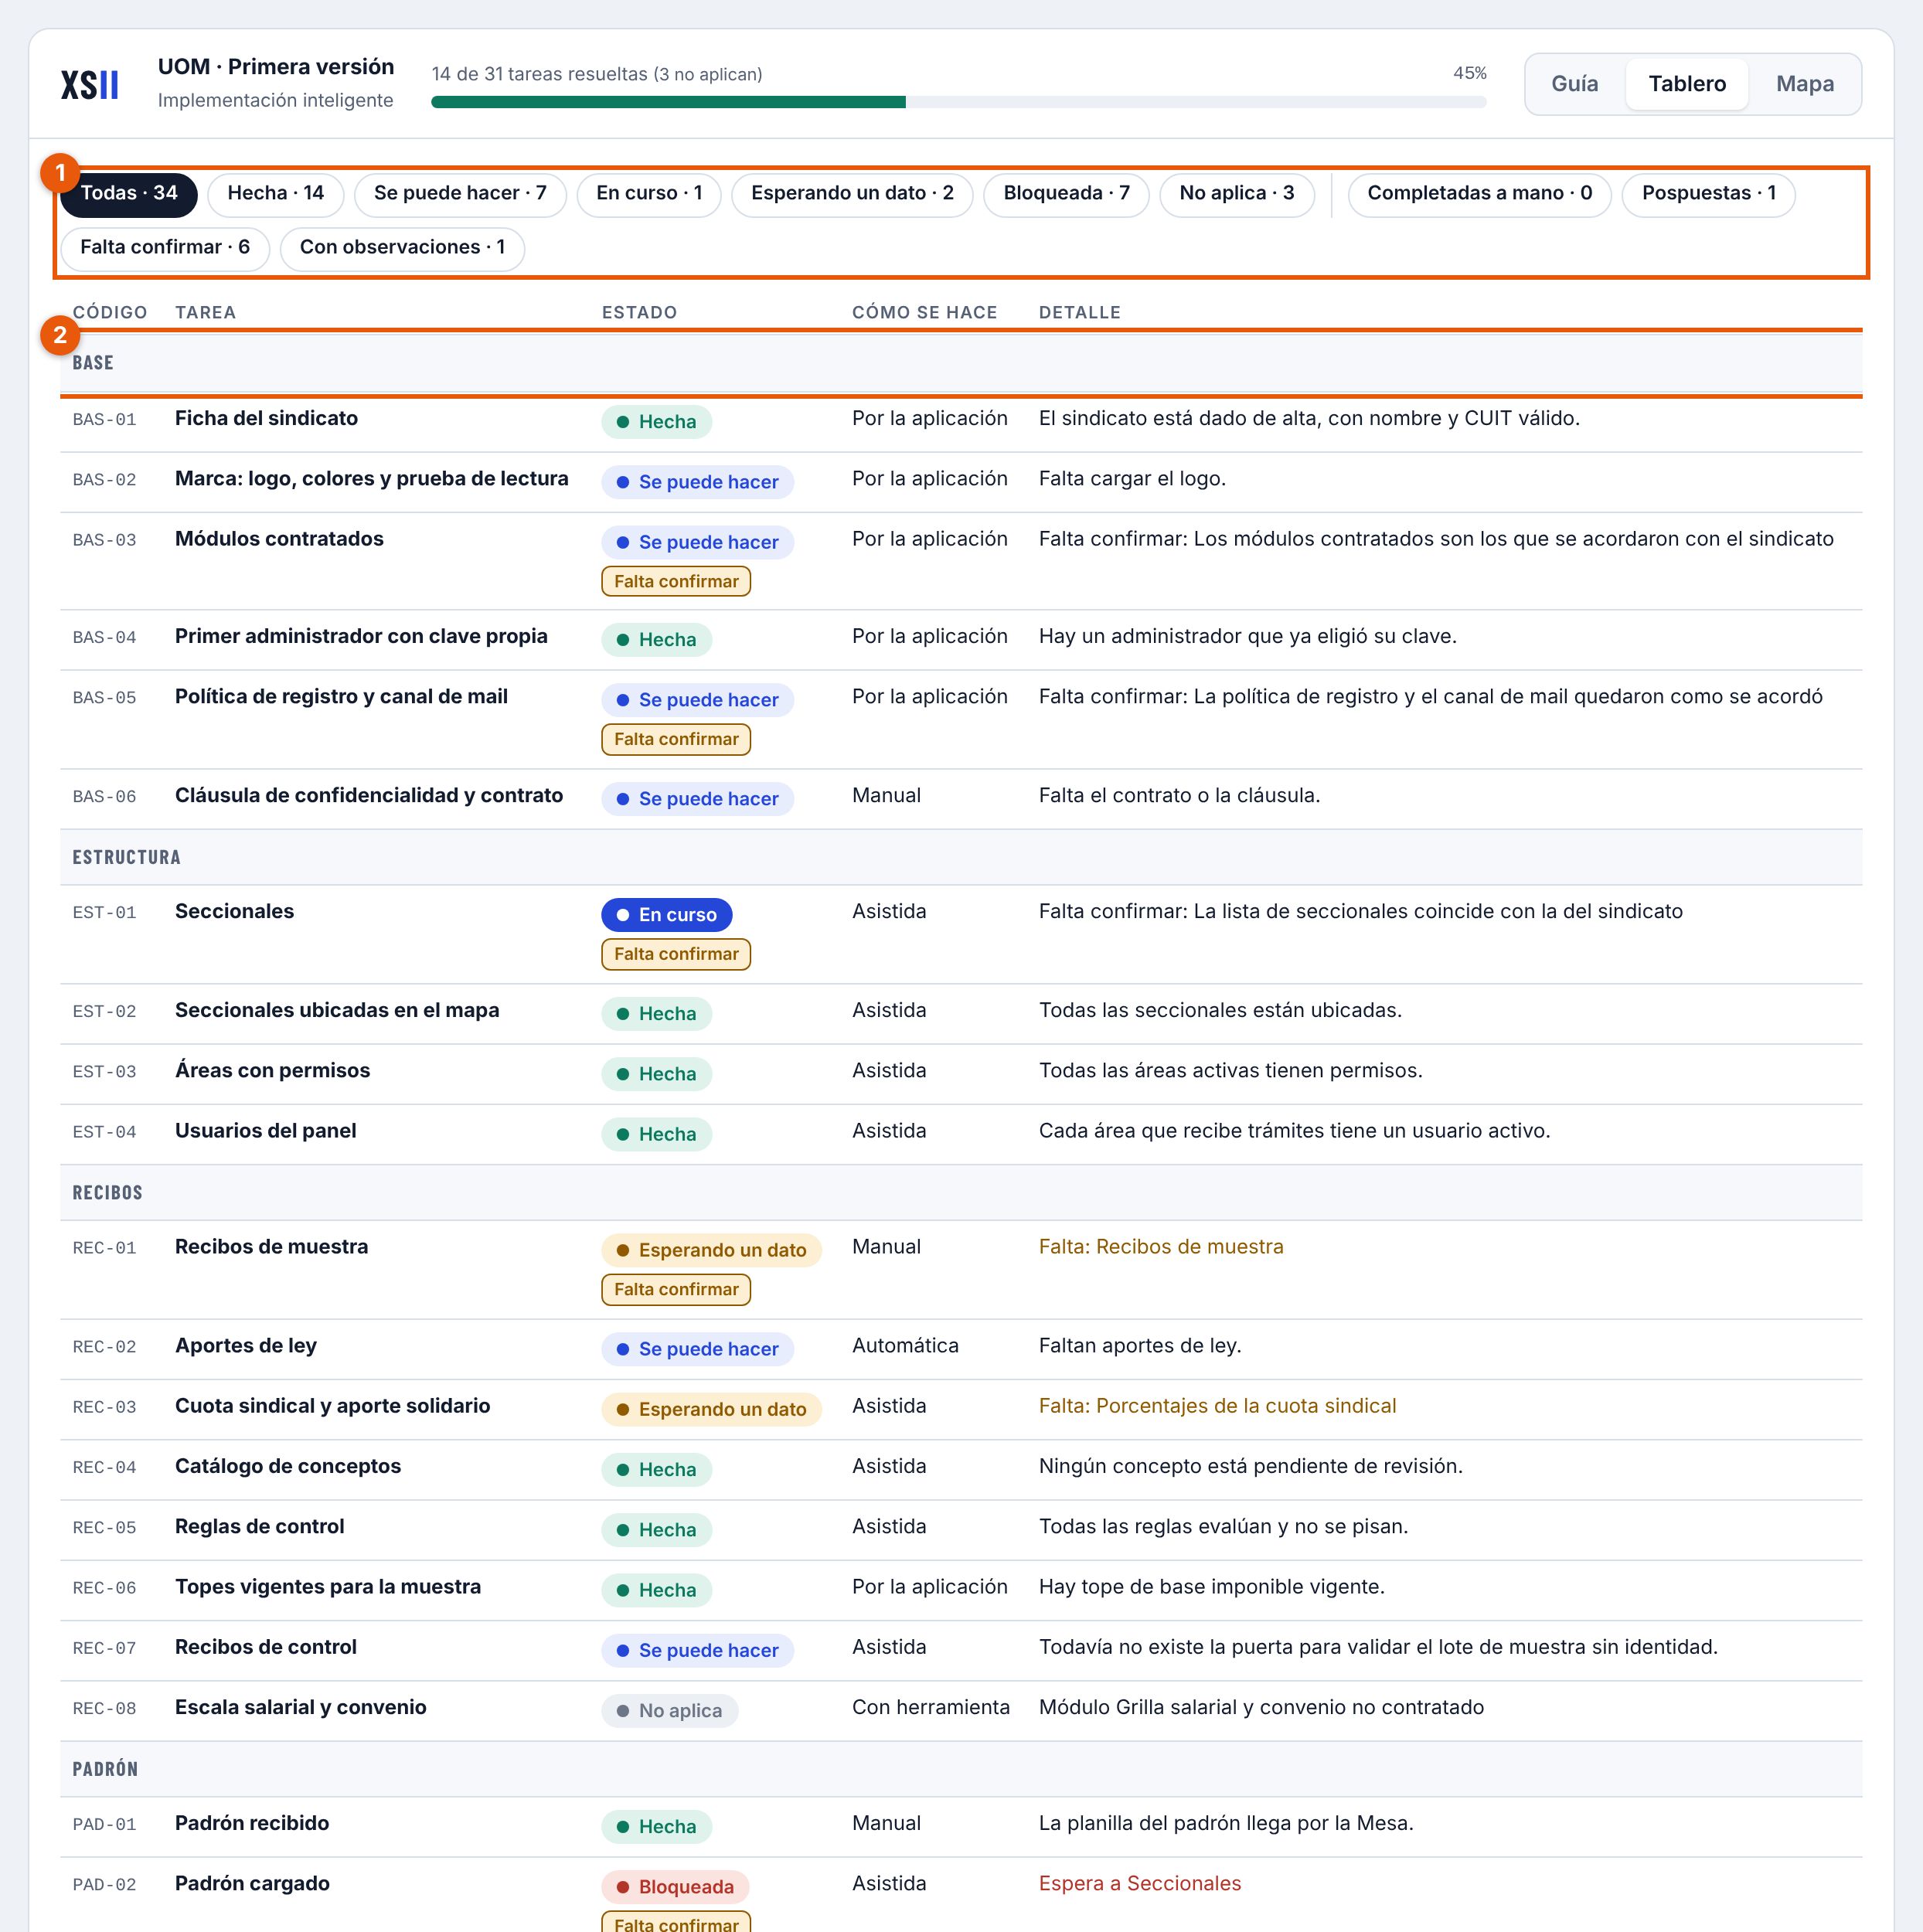 XSII
UOM · Primera versión
Implementación inteligente
14 de 31 tareas resueltas (3 no aplican)
45%
Guía
Tablero
Mapa
1
Todas · 34
Hecha · 14
Se puede hacer · 7
En curso · 1
Esperando un dato · 2
Bloqueada · 7
No aplica · 3
Completadas a mano · 0
Pospuestas · 1
Falta confirmar · 6
Con observaciones · 1
CÓDIGO TAREA ESTADO CÓMO SE HACE DETALLE
2
BASE
BAS-01 Ficha del sindicato Hecha Por la aplicación El sindicato está dado de alta, con nombre y CUIT válido.
BAS-02 Marca: logo, colores y prueba de lectura Se puede hacer Por la aplicación Falta cargar el logo.
BAS-03 Módulos contratados Se puede hacer Por la aplicación Falta confirmar: Los módulos contratados son los que se acordaron con el sindicato
Falta confirmar
BAS-04 Primer administrador con clave propia Hecha Por la aplicación Hay un administrador que ya eligió su clave.
BAS-05 Política de registro y canal de mail Se puede hacer Por la aplicación Falta confirmar: La política de registro y el canal de mail quedaron como se acordó
Falta confirmar
BAS-06 Cláusula de confidencialidad y contrato Se puede hacer Manual Falta el contrato o la cláusula.
ESTRUCTURA
EST-01 Seccionales En curso Asistida Falta confirmar: La lista de seccionales coincide con la del sindicato
Falta confirmar
EST-02 Seccionales ubicadas en el mapa Hecha Asistida Todas las seccionales están ubicadas.
EST-03 Áreas con permisos Hecha Asistida Todas las áreas activas tienen permisos.
EST-04 Usuarios del panel Hecha Asistida Cada área que recibe trámites tiene un usuario activo.
RECIBOS
REC-01 Recibos de muestra Esperando un dato Manual Falta: Recibos de muestra
Falta confirmar
REC-02 Aportes de ley Se puede hacer Automática Faltan aportes de ley.
REC-03 Cuota sindical y aporte solidario Esperando un dato Asistida Falta: Porcentajes de la cuota sindical
REC-04 Catálogo de conceptos Hecha Asistida Ningún concepto está pendiente de revisión.
REC-05 Reglas de control Hecha Asistida Todas las reglas evalúan y no se pisan.
REC-06 Topes vigentes para la muestra Hecha Por la aplicación Hay tope de base imponible vigente.
REC-07 Recibos de control Se puede hacer Asistida Todavía no existe la puerta para validar el lote de muestra sin identidad.
REC-08 Escala salarial y convenio No aplica Con herramienta Módulo Grilla salarial y convenio no contratado
PADRÓN
PAD-01 Padrón recibido Hecha Manual La planilla del padrón llega por la Mesa.
PAD-02 Padrón cargado Bloqueada Asistida Espera a Seccionales
Falta confirmar